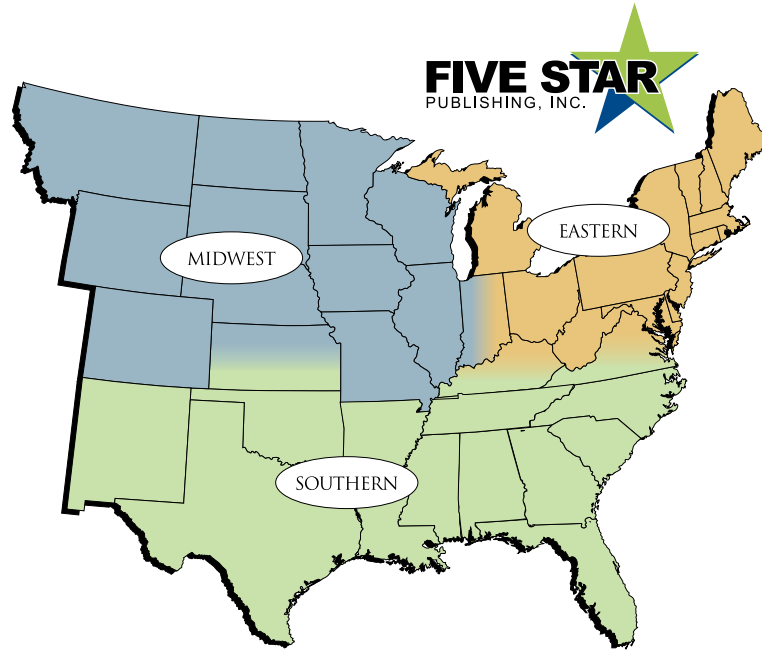 FIVE STAR
PUBLISHING, INC.
EASTERN
MIDWEST
SOUTHERN